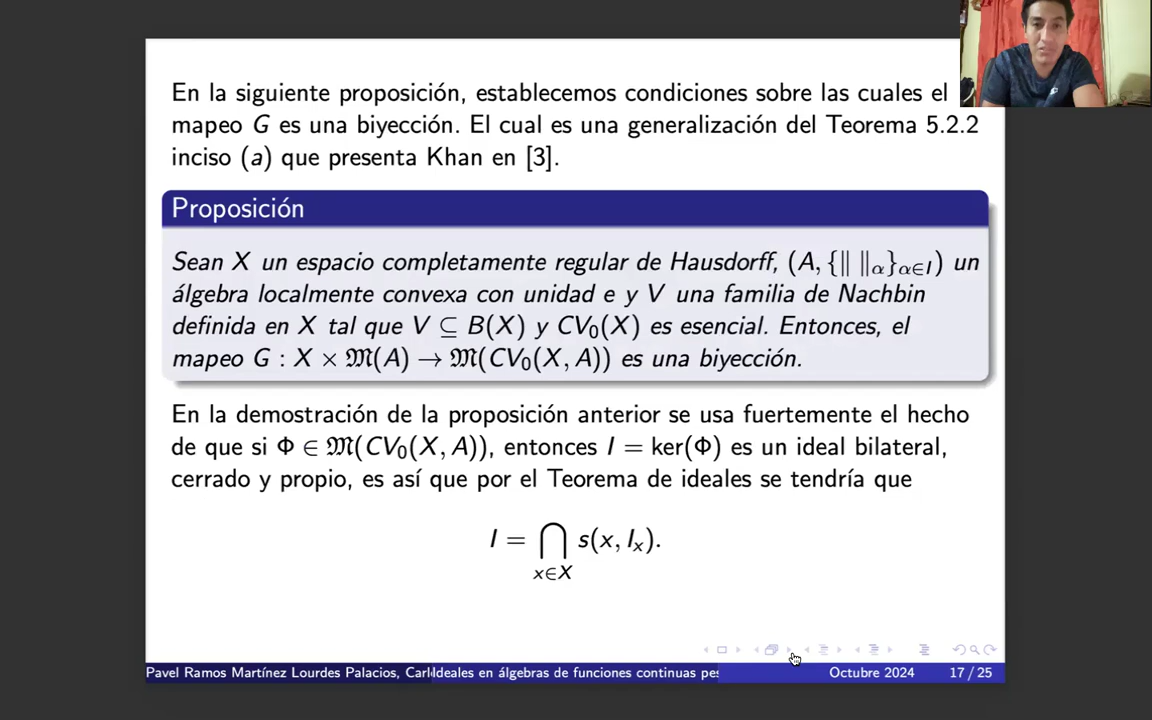 En la siguiente proposición, establecemos condiciones sobre las cuales el
mapeo G es una biyección. El cual es una generalización del Teorema 5.2.2
inciso (a) que presenta Khan en [3].
Proposición
Sean X un espacio completamente regular de Hausdorff, (A, {‖ ‖α}α∈I) un
álgebra localmente convexa con unidad e y V una familia de Nachbin
definida en X tal que V ⊆ B(X) y CV₀(X) es esencial. Entonces, el
mapeo G : X × 𝔐(A) → 𝔐(CV₀(X, A)) es una biyección.
En la demostración de la proposición anterior se usa fuertemente el hecho
de que si Φ ∈ 𝔐(CV₀(X, A)), entonces I = ker(Φ) es un ideal bilateral,
cerrado y propio, es así que por el Teorema de ideales se tendría que
I = ⋂ s(x, Iₓ).
x∈X
Pavel Ramos Martínez Lourdes Palacios, Carl Ideales en álgebras de funciones continuas pes Octubre 2024 17 / 25